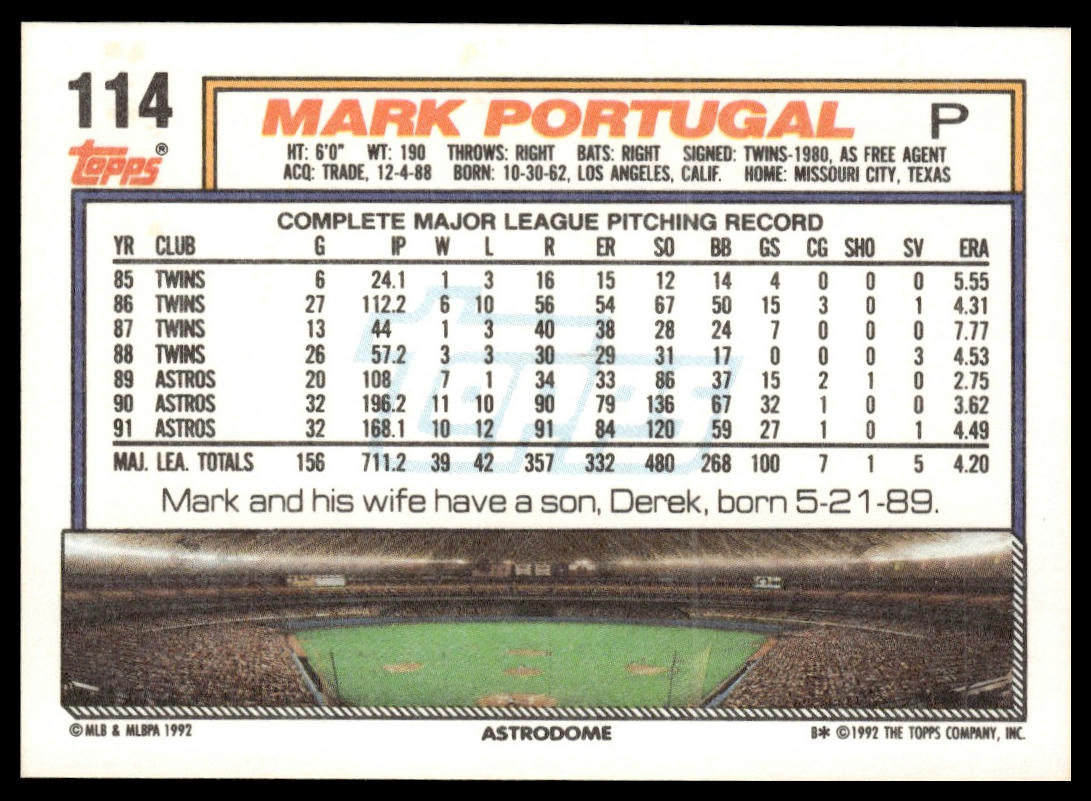 114
MARK PORTUGAL P
topps®
HT: 6'0" WT: 190 THROWS: RIGHT BATS: RIGHT SIGNED: TWINS-1980, AS FREE AGENT
ACQ: TRADE, 12-4-88 BORN: 10-30-62, LOS ANGELES, CALIF. HOME: MISSOURI CITY, TEXAS
COMPLETE MAJOR LEAGUE PITCHING RECORD
YR CLUB G IP W L R ER SO BB GS CG SHO SV ERA
85 TWINS 6 24.1 1 3 16 15 12 14 4 0 0 0 5.55
86 TWINS 27 112.2 6 10 56 54 67 50 15 3 0 1 4.31
87 TWINS 13 44 1 3 40 38 28 24 7 0 0 0 7.77
88 TWINS 26 57.2 3 3 30 29 31 17 0 0 0 3 4.53
89 ASTROS 20 108 7 1 34 33 86 37 15 2 1 0 2.75
90 ASTROS 32 196.2 11 10 90 79 136 67 32 1 0 0 3.62
91 ASTROS 32 168.1 10 12 91 84 120 59 27 1 0 1 4.49
MAJ. LEA. TOTALS 156 711.2 39 42 357 332 480 268 100 7 1 5 4.20
topps
Mark and his wife have a son, Derek, born 5-21-89.
© MLB & MLBPA 1992 ASTRODOME B* ©1992 THE TOPPS COMPANY, INC.